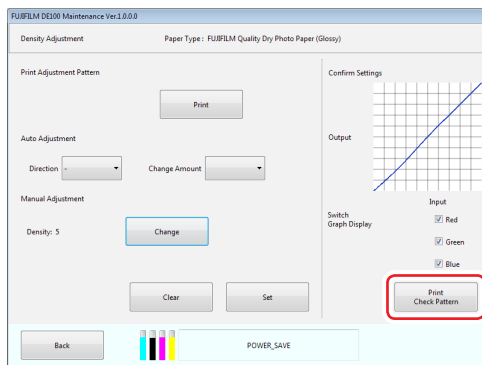 FUJIFILM DE100 Maintenance Ver.1.0.0.0
Density Adjustment Paper Type : FUJIFILM Quality Dry Photo Paper (Glossy)
Print Adjustment Pattern
Print
Auto Adjustment
Direction - Change Amount
Manual Adjustment
Density: 5 Change
Clear Set
Confirm Settings
Output
Input
Switch
Graph Display
Red
Green
Blue
Print
Check Pattern
Back POWER_SAVE